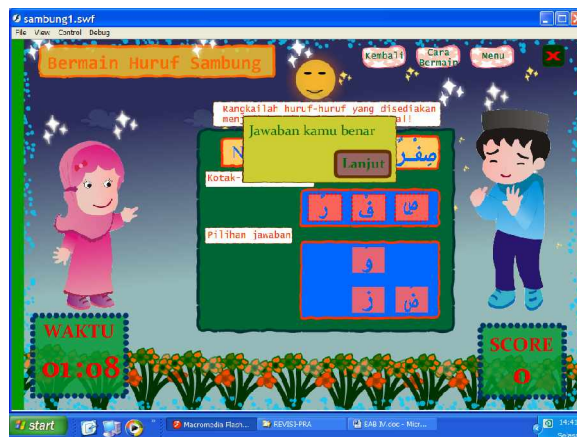 sambung1.swf
File View Control Debug
Bermain Huruf Sambung
Kembali
Cara Bermain
Menu
Rangkailah huruf-huruf yang disediakan
menj
Jawaban kamu benar
Lanjut
N
صِفْرٌ
Kotak-
ص ف ر
Pilihan jawaban
و
ض ز
WAKTU
01:08
SCORE
0
start
Macromedia Flash...
REVISI-PRA
BAB IV.doc - Micr...